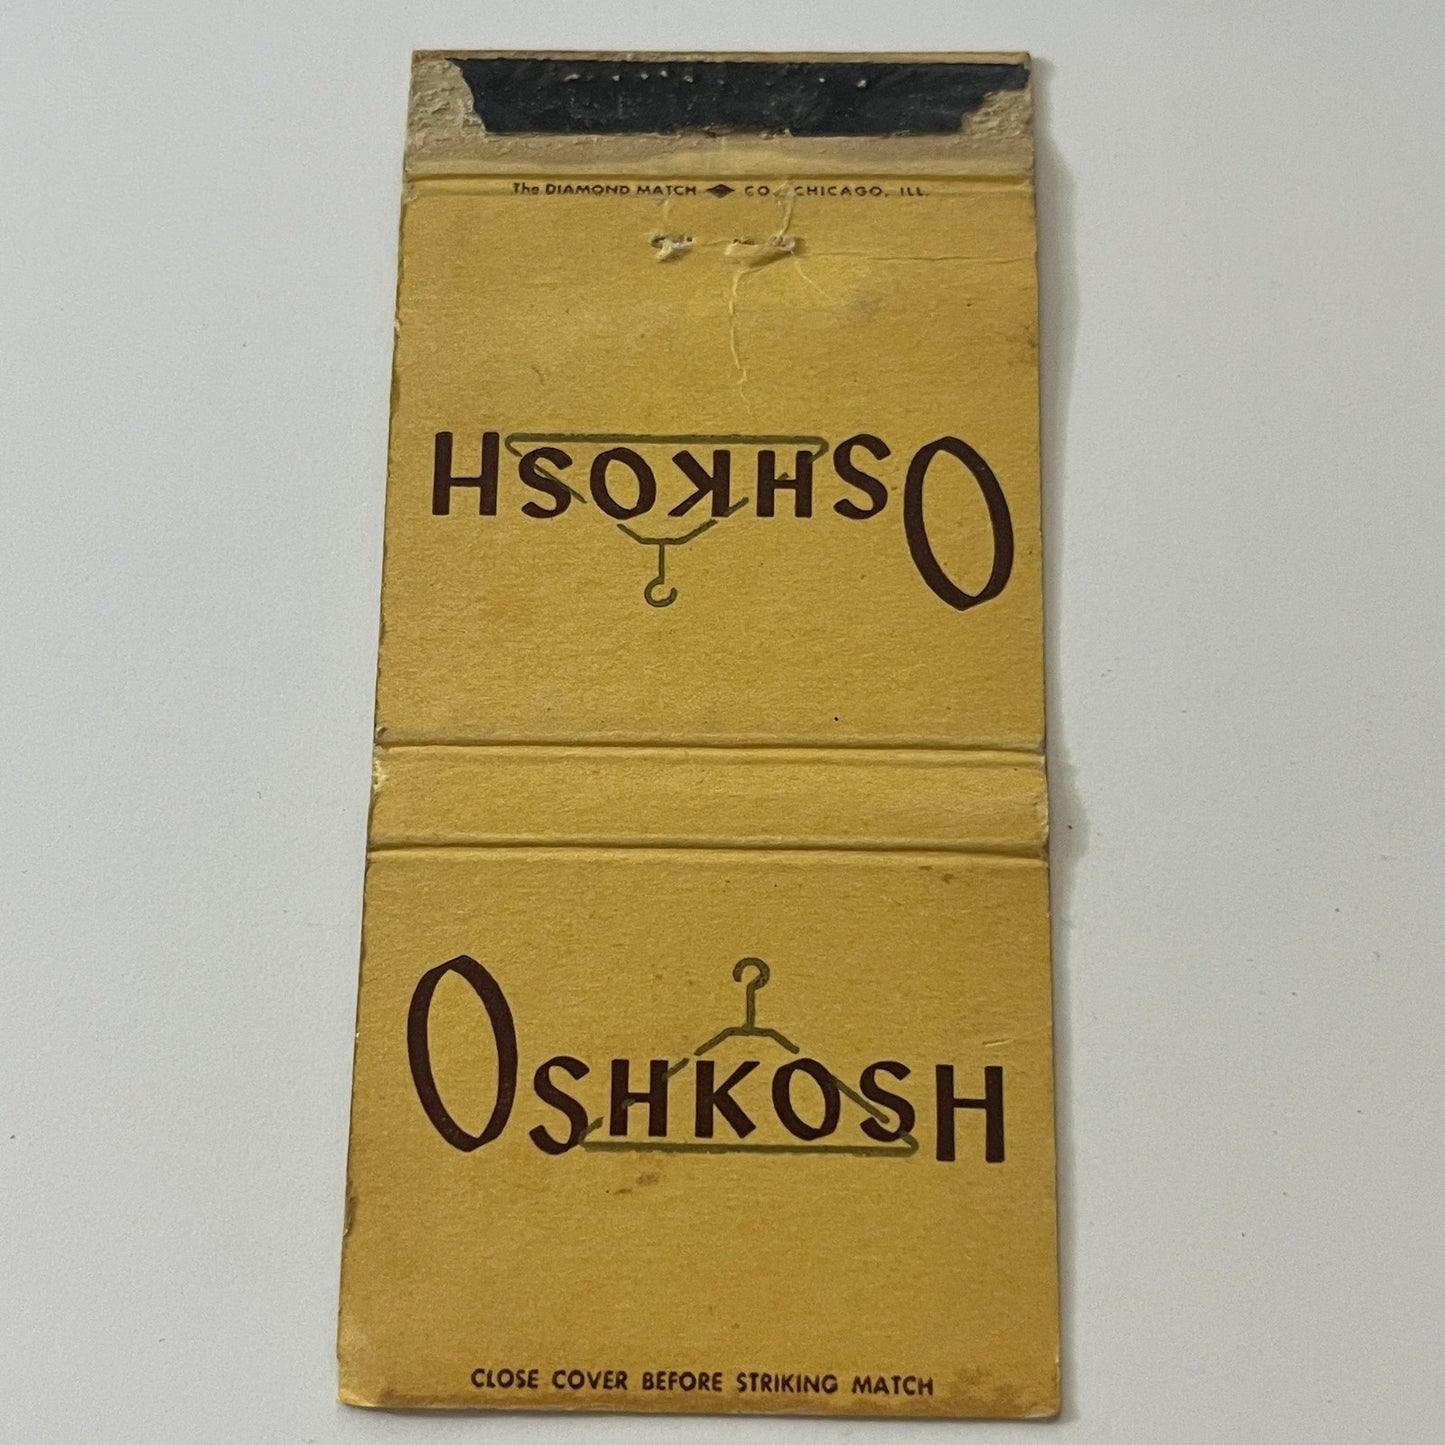 The DIAMOND MATCH CO., CHICAGO, ILL.
OSHKOSH
OSHKOSH
CLOSE COVER BEFORE STRIKING MATCH